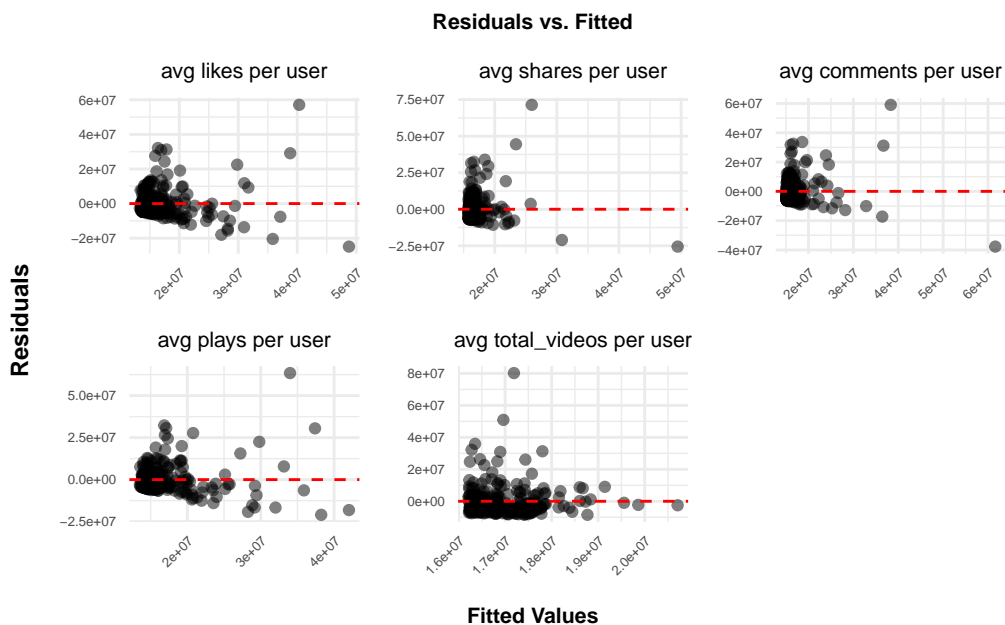 Residuals vs. Fitted
avg likes per user
avg shares per user
avg comments per user
6e+07
4e+07
2e+07
0e+00
−2e+07
2e+07
3e+07
4e+07
5e+07
7.5e+07
5.0e+07
2.5e+07
0.0e+00
−2.5e+07
3e+07
5e+07
6e+07
4e+07
2e+07
0e+00
−2e+07
−4e+07
2e+07
3e+07
4e+07
5e+07
6e+07
Residuals
avg plays per user
avg total_videos per user
5.0e+07
2.5e+07
0.0e+00
−2.5e+07
2e+07
3e+07
4e+07
8e+07
6e+07
4e+07
2e+07
0e+00
1.6e+07
1.7e+07
1.8e+07
1.9e+07
2.0e+07
Fitted Values